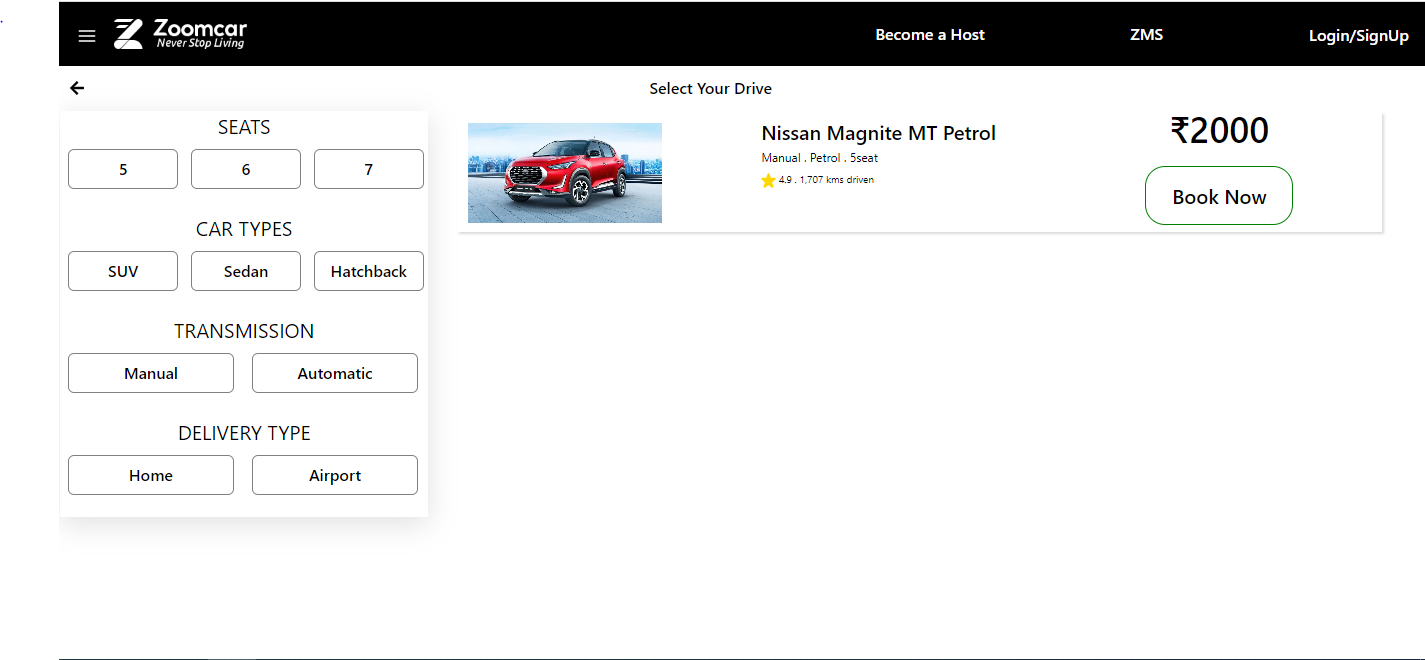 Zoomcar
Never Stop Living
Become a Host
ZMS
Login/SignUp
Select Your Drive
SEATS
5
6
7
CAR TYPES
SUV
Sedan
Hatchback
TRANSMISSION
Manual
Automatic
DELIVERY TYPE
Home
Airport
Nissan Magnite MT Petrol
Manual . Petrol . 5seat
4.9 . 1,707 kms driven
₹2000
Book Now